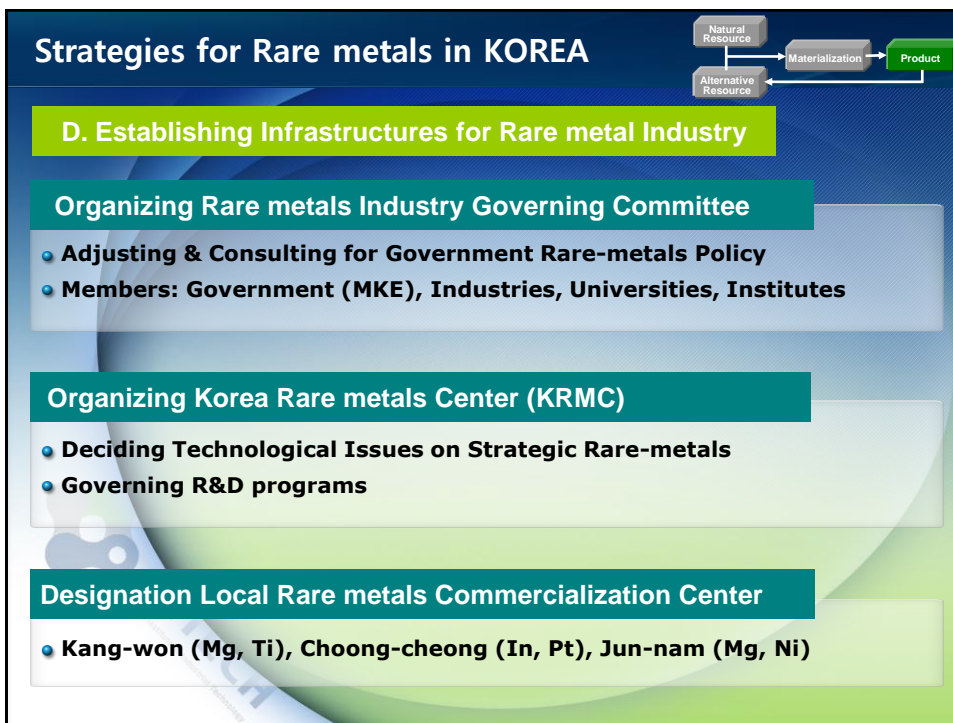 Strategies for Rare metals in KOREA
Natural
Resource
Materialization
Product
Alternative
Resource
D. Establishing Infrastructures for Rare metal Industry
Organizing Rare metals Industry Governing Committee
Adjusting & Consulting for Government Rare-metals Policy
Members: Government (MKE), Industries, Universities, Institutes
Organizing Korea Rare metals Center (KRMC)
Deciding Technological Issues on Strategic Rare-metals
Governing R&D programs
Designation Local Rare metals Commercialization Center
Kang-won (Mg, Ti), Choong-cheong (In, Pt), Jun-nam (Mg, Ni)